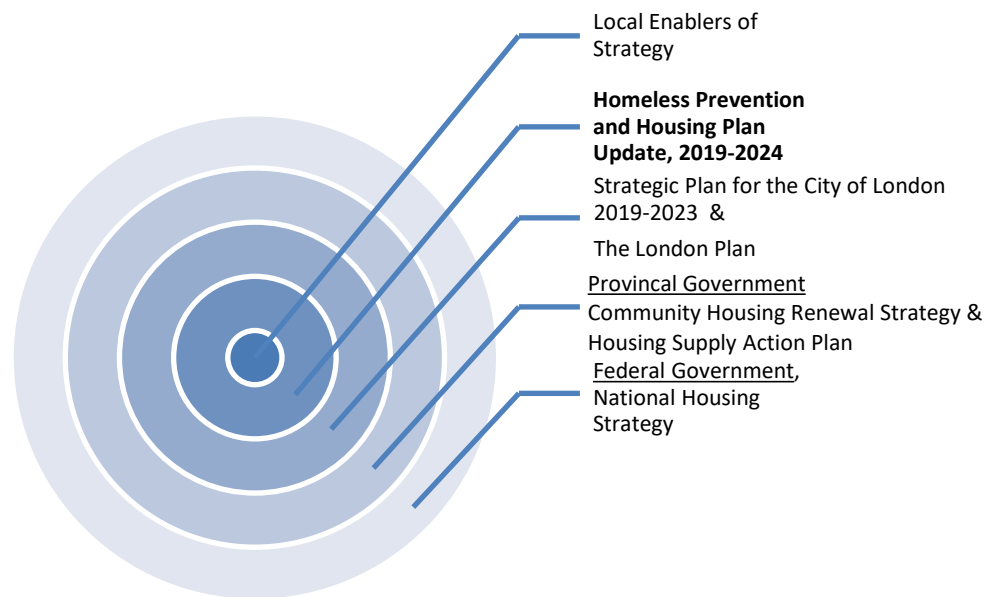 Local Enablers of
Strategy
Homeless Prevention
and Housing Plan
Update, 2019-2024
Strategic Plan for the City of London
2019-2023 &
The London Plan
Provincal Government
Community Housing Renewal Strategy &
Housing Supply Action Plan
Federal Government,
National Housing
Strategy